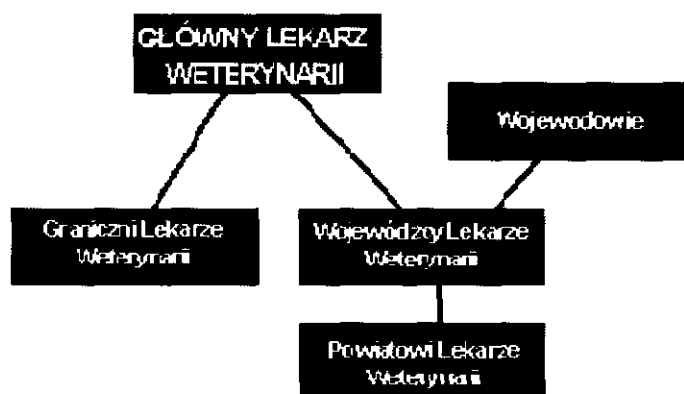 GŁÓWNY LEKARZ
WETERYNARII
Wojewodowie
Graniczni Lekarze
Weterynarii
Wojewódzcy Lekarze
Weterynarii
Powiatowi Lekarze
Weterynarii